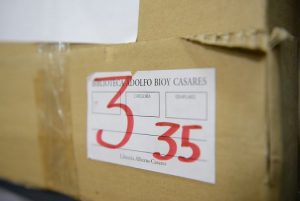 BIBLIOTECA ADOLFO BIOY CASARES
3
35
Librería Alberto Casares